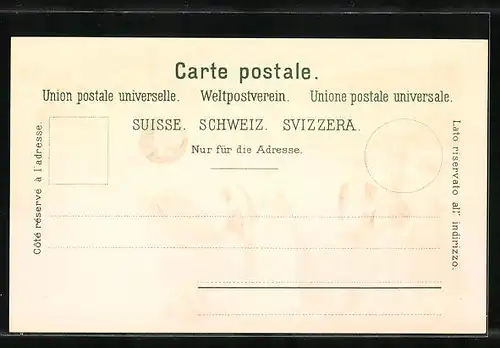 Carte postale.
Union postale universelle. Weltpostverein. Unione postale universale.
SUISSE. SCHWEIZ. SVIZZERA.
Nur für die Adresse.
Côté réservé à l'adresse.
Lato riservato all' indirizzo.